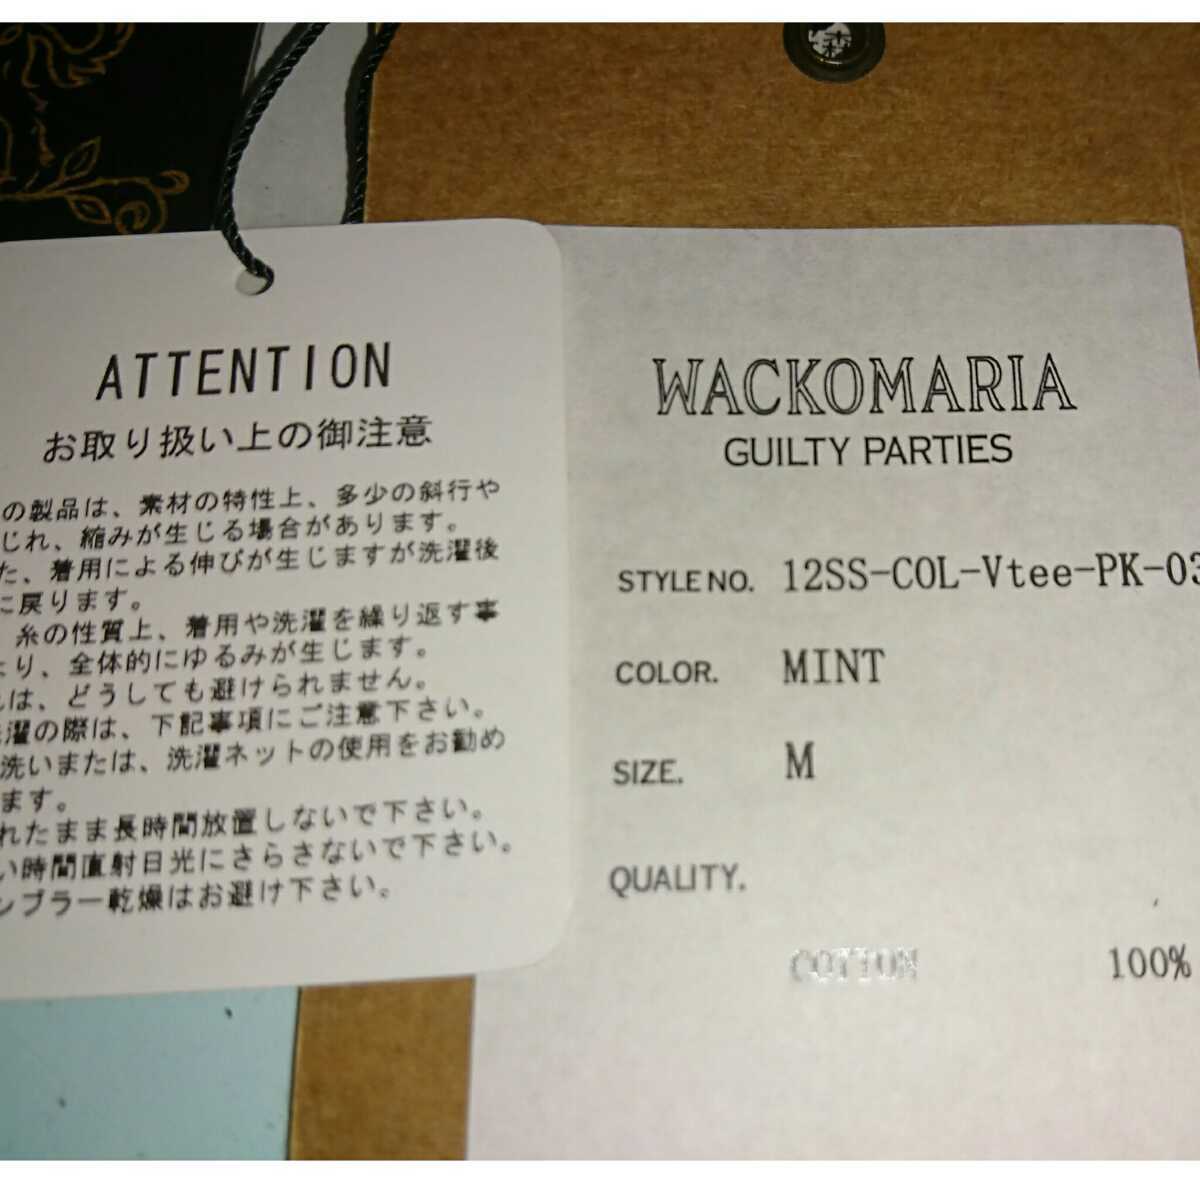 森
ATTENTION
お取り扱い上の御注意
の製品は、素材の特性上、多少の斜行や
じれ、縮みが生じる場合があります。
た、着用による伸びが生じますが洗濯後
に戻ります。
糸の性質上、着用や洗濯を繰り返す事
より、全体的にゆるみが生じます。
れは、どうしても避けられません。
洗濯の際は、下記事項にご注意下さい。
洗いまたは、洗濯ネットの使用をお勧め
ます。
れたまま長時間放置しないで下さい。
い時間直射日光にさらさないで下さい。
ンブラー乾燥はお避け下さい。
WACKOMARIA
GUILTY PARTIES
STYLE NO. 12SS-COL-Vtee-PK-03
COLOR. MINT
SIZE. M
QUALITY.
COTTON 100%